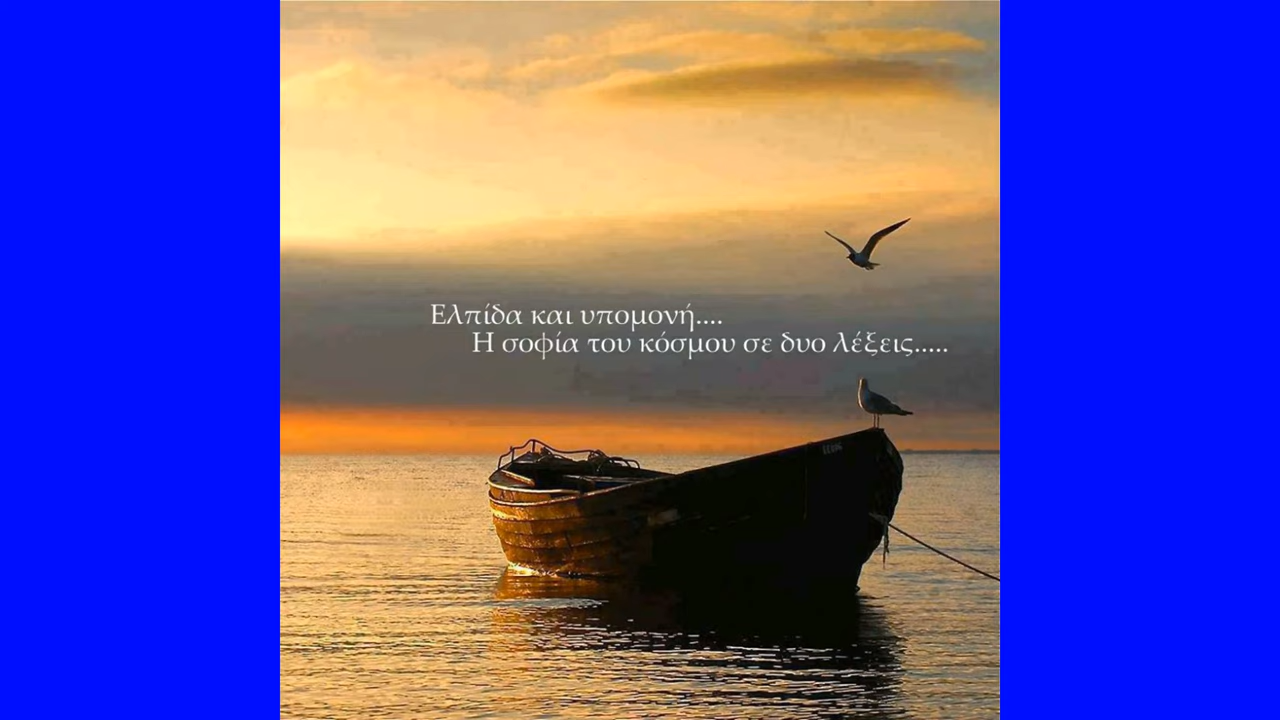 Ελπίδα και υπομονή....
Η σοφία του κόσμου σε δυο λέξεις.....